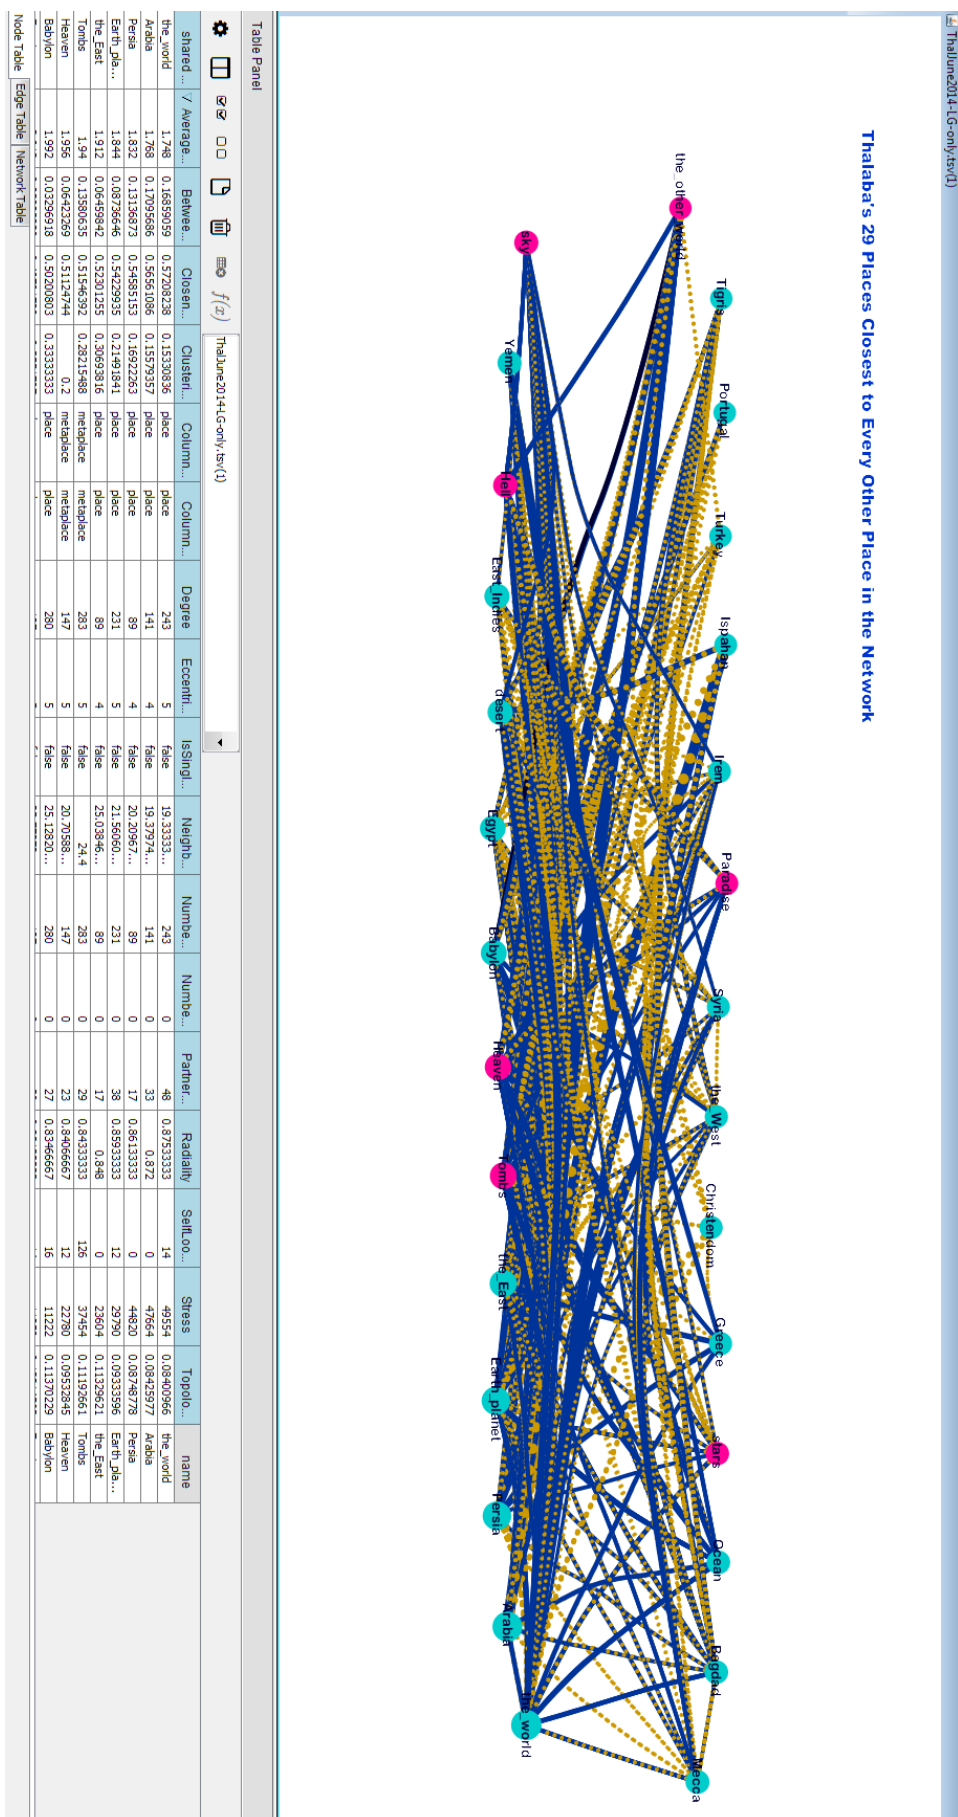 ThalJune2014-LG-only.tsv(1)
Thalaba's 29 Places Closest to Every Other Place in the Network
Tigris
Portugal
Turkey
Ispahan
Irem
Paradise
Syria
the_West
Christendom
Greece
stars
Ocean
Bagdad
Mecca
the_other_world
sky
Yemen
Hell
East_Indies
desert
Egypt
Babylon
Heaven
Tombs
the_East
Earth_planet
Persia
Arabia
the_world
Table Panel
f(x) ThalJune2014-LG-only.tsv(1)
shared ... Average... Betwee... Closen... Clusteri... Column... Column... Degree Eccentri... IsSingl... Neighb... Numbe... Numbe... Partner... Radiality SelfLoo... Stress Topolo... name
the_world 1.748 0.16859059 0.57208238 0.15330836 place place 243 5 false 19.33333... 243 0 48 0.87533333 14 49554 0.08400966 the_world
Arabia 1.768 0.17095686 0.56561086 0.15579357 place place 141 4 false 19.37974... 141 0 33 0.872 0 47664 0.08425977 Arabia
Persia 1.832 0.13136873 0.54585153 0.16922263 place place 89 4 false 20.20967... 89 0 17 0.86133333 0 44820 0.08748778 Persia
Earth_pla... 1.844 0.08736646 0.54229935 0.21491841 place place 231 5 false 21.56060... 231 0 38 0.85933333 12 29790 0.09333596 Earth_pla...
the_East 1.912 0.06459842 0.52301255 0.30693816 place place 89 4 false 25.03846... 89 0 17 0.848 0 23604 0.11329621 the_East
Tombs 1.94 0.13580635 0.51546392 0.28215488 metaplace metaplace 283 5 false 24.4 283 0 29 0.84333333 126 37454 0.11192661 Tombs
Heaven 1.956 0.06423269 0.51124744 0.2 metaplace metaplace 147 5 false 20.70588... 147 0 23 0.84066667 12 22780 0.09532845 Heaven
Babylon 1.992 0.03296918 0.50200803 0.33333333 place place 280 5 false 25.12820... 280 0 27 0.83466667 16 11222 0.11370229 Babylon
Node Table Edge Table Network Table